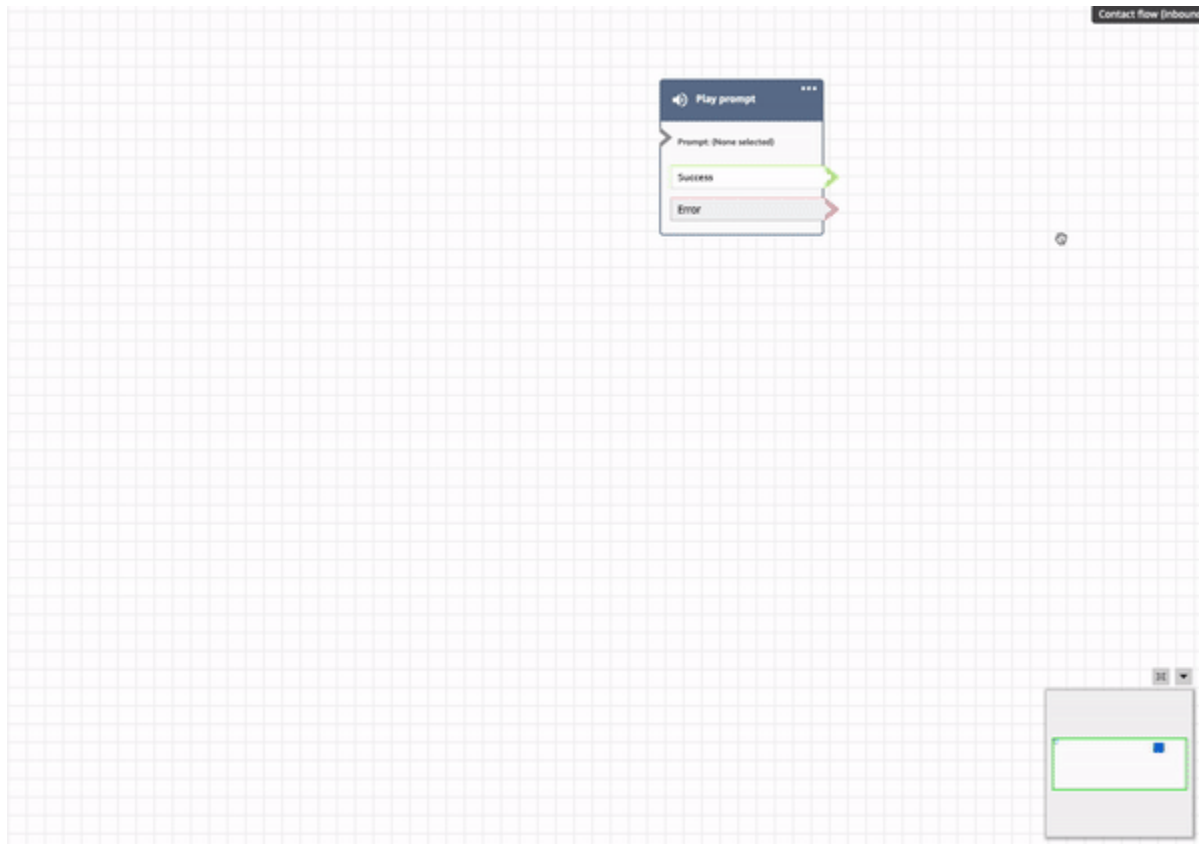 Contact flow (inboun
Play prompt
Prompt: (None selected)
Success
Error